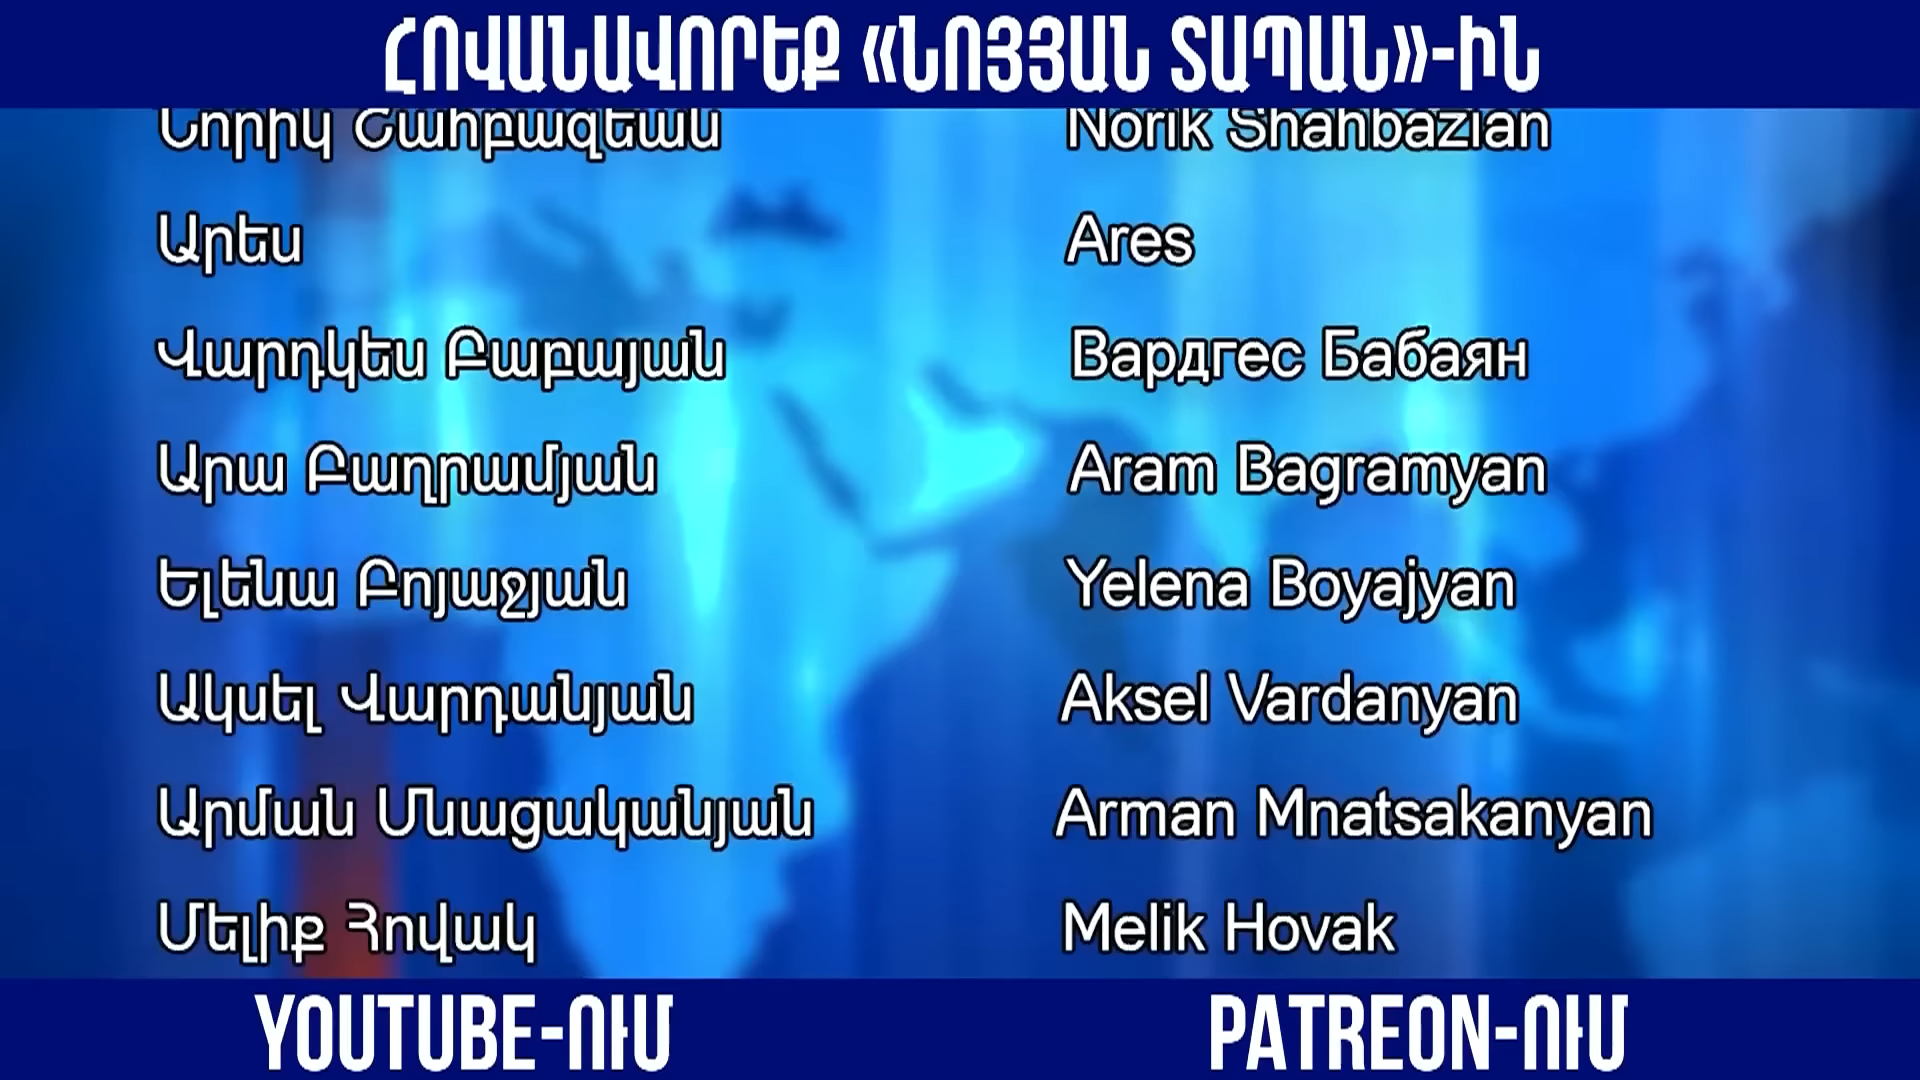 ՀՈՎԱՆԱՎՈՐԵՔ «ՆՈՅՅԱՆ ՏԱՊԱՆ»-ԻՆ
Նորիկ Շահբազեան Norik Shahbazian
Արես Ares
Վարդկես Բաբայան Вардгес Бабаян
Արա Բաղրամյան Aram Bagramyan
Ելենա Բոյաջյան Yelena Boyajyan
Ակսել Վարդանյան Aksel Vardanyan
Արման Մնացականյան Arman Mnatsakanyan
Մելիք Հովակ Melik Hovak
YOUTUBE-ՈՒՄ PATREON-ՈՒՄ